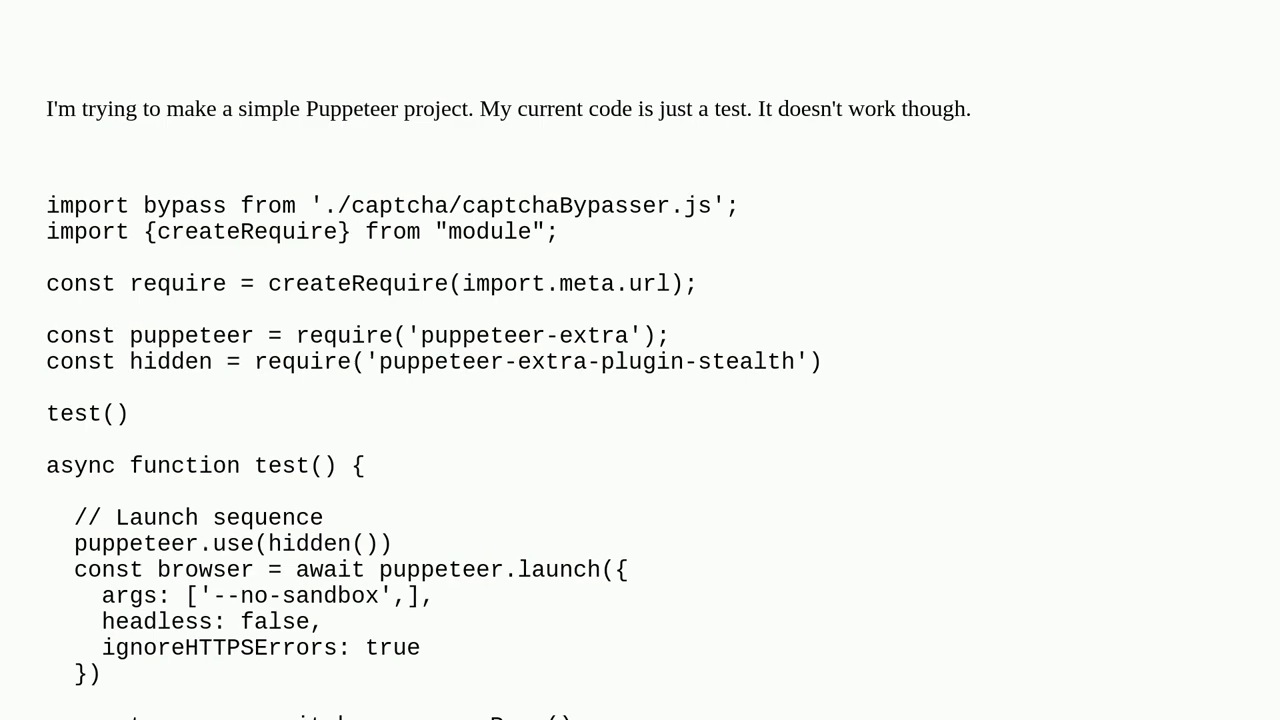 I'm trying to make a simple Puppeteer project. My current code is just a test. It doesn't work though.
import bypass from './captcha/captchaBypasser.js';
import {createRequire} from "module";
const require = createRequire(import.meta.url);
const puppeteer = require('puppeteer-extra');
const hidden = require('puppeteer-extra-plugin-stealth')
test()
async function test() {
// Launch sequence
puppeteer.use(hidden())
const browser = await puppeteer.launch({
args: ['--no-sandbox',],
headless: false,
ignoreHTTPSErrors: true
})